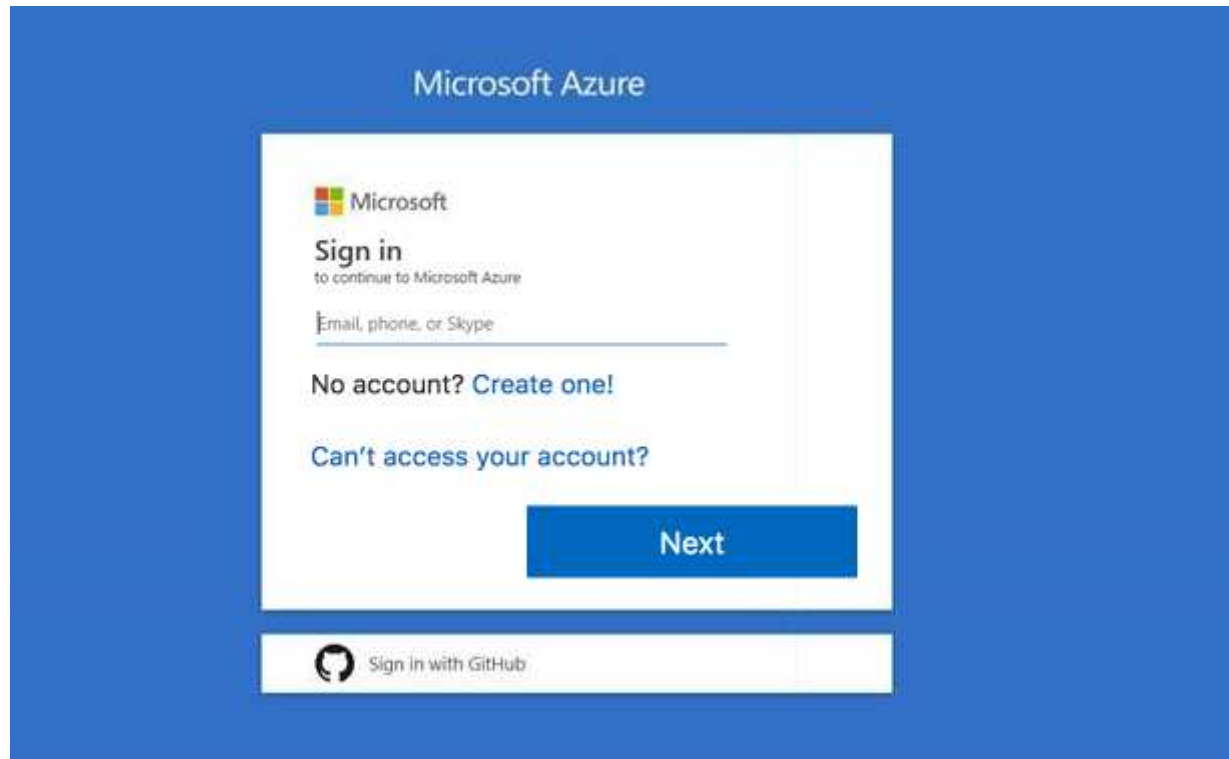 Microsoft Azure
Microsoft
Sign in
to continue to Microsoft Azure
Email, phone, or Skype
No account? Create one!
Can't access your account?
Next
Sign in with GitHub